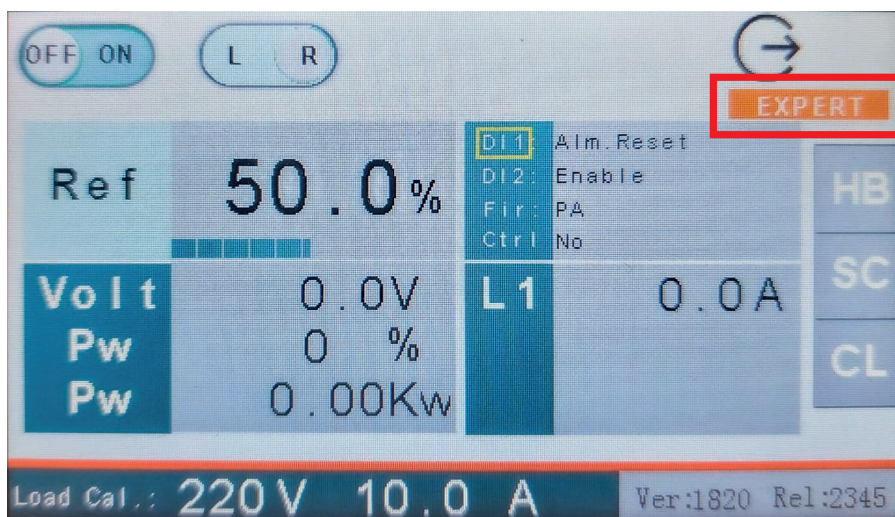 OFF ON
L R
EXPERT
Ref 50.0%
DI1: Alm.Reset
DI2: Enable
Fir: PA
Ctrl No
HB
SC
CL
Volt 0.0V
Pw 0 %
Pw 0.00Kw
L1 0.0A
Load Cal.: 220V 10.0 A
Ver:1820 Rel:2345